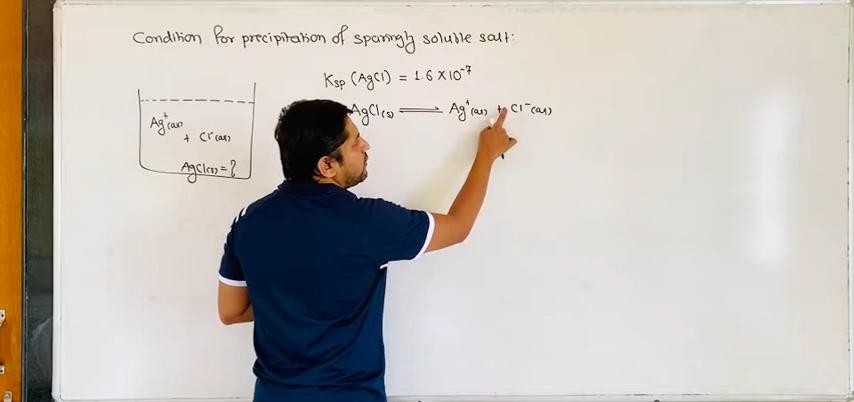 Condition for precipitation of sparingly soluble salt:
Ksp (AgCl) = 1.6 × 10⁻⁷
AgCl(s) ⇌ Ag⁺(aq) + Cl⁻(aq)
Ag⁺(aq)
+ Cl⁻(aq)
AgCl(s) = ?